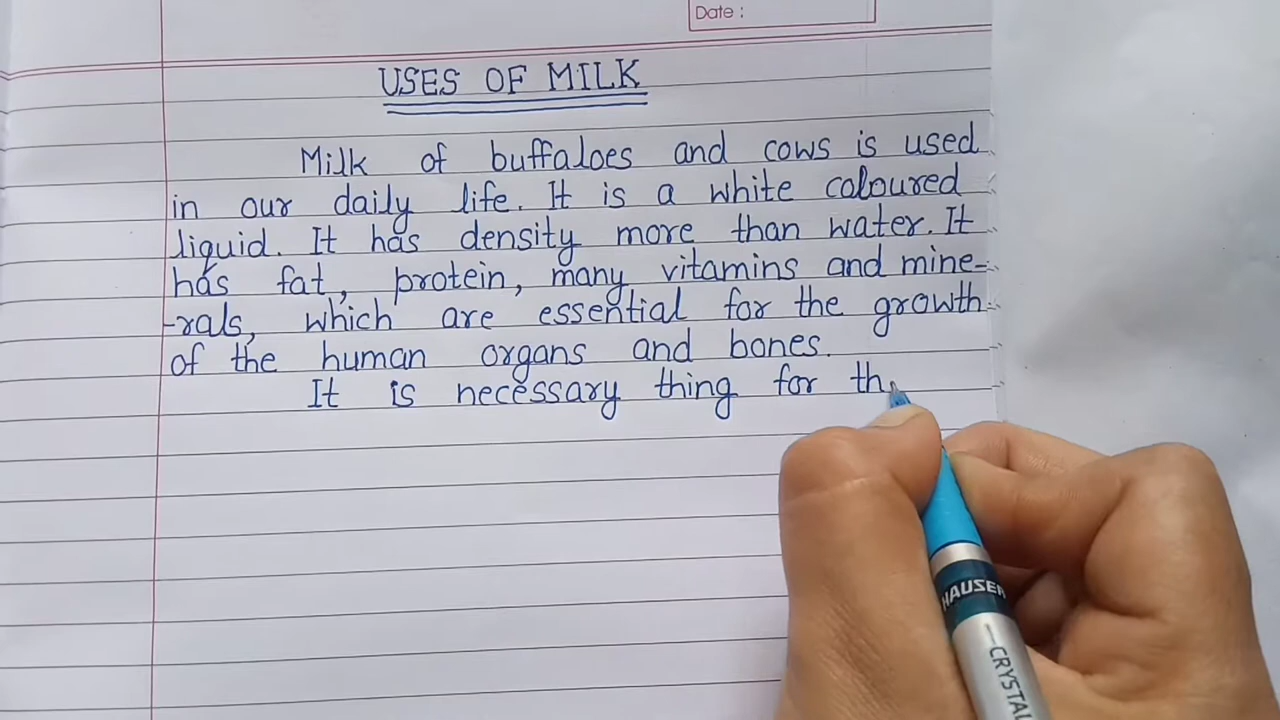 Date :
USES OF MILK
Milk of buffaloes and cows is used
in our daily life. It is a white coloured
liquid. It has density more than water. It
has fat, protein, many vitamins and mine-
-rals, which are essential for the growth
of the human organs and bones.
It is necessary thing for th
HAUSER
CRYSTAL